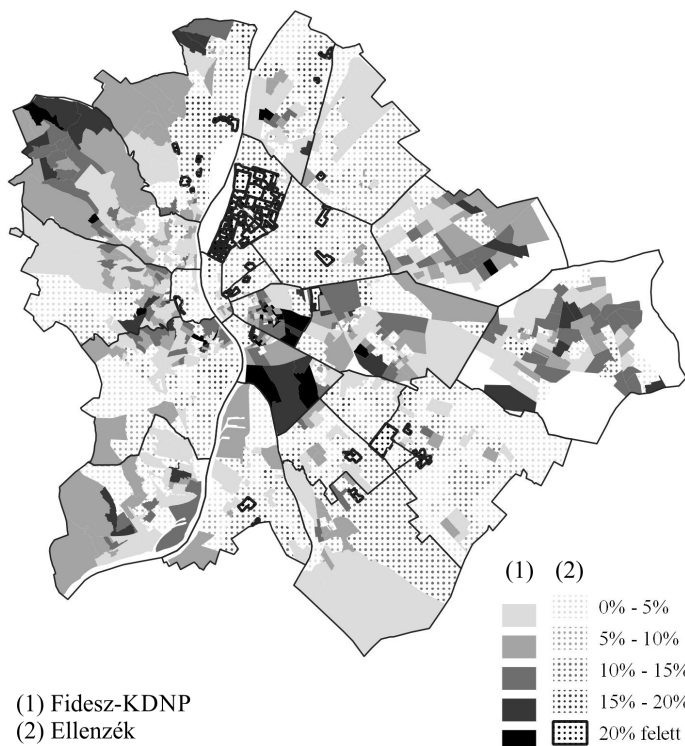 (1) (2)
0% - 5%
5% - 10%
10% - 15%
15% - 20%
20% felett
(1) Fidesz-KDNP
(2) Ellenzék